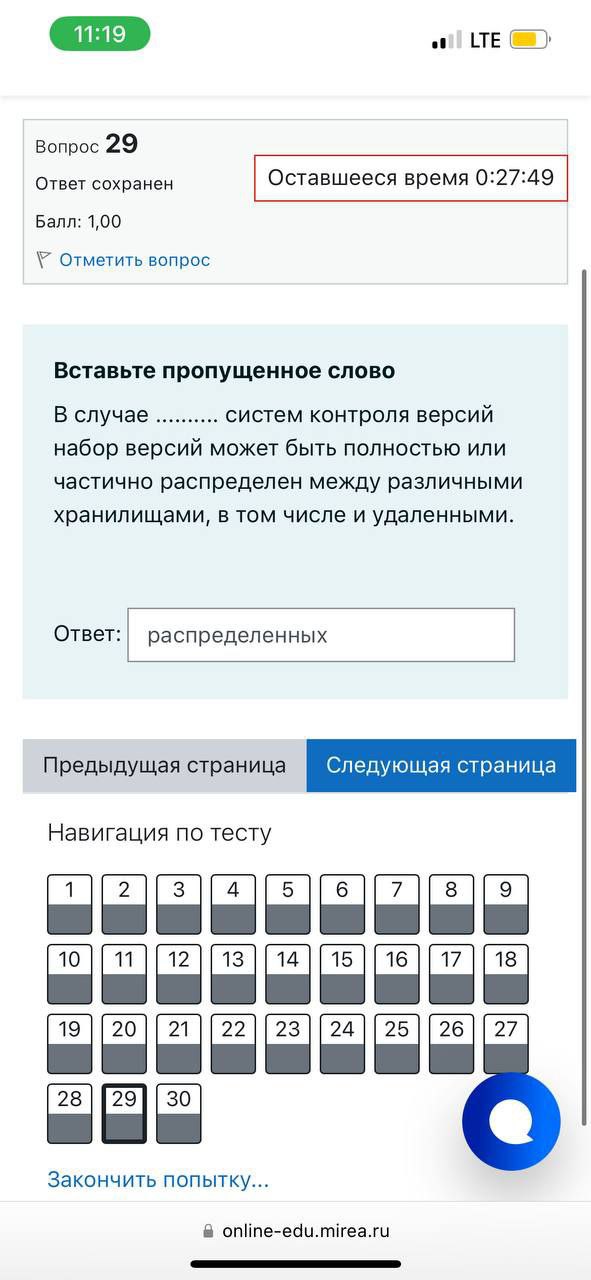 11:19
LTE
Вопрос 29
Оставшееся время 0:27:49
Ответ сохранен
Балл: 1,00
Отметить вопрос
Вставьте пропущенное слово
В случае .......... систем контроля версий
набор версий может быть полностью или
частично распределен между различными
хранилищами, в том числе и удаленными.
Ответ: распределенных
Предыдущая страница Следующая страница
Навигация по тесту
1 2 3 4 5 6 7 8 9
10 11 12 13 14 15 16 17 18
19 20 21 22 23 24 25 26 27
28 29 30
Закончить попытку...
online-edu.mirea.ru